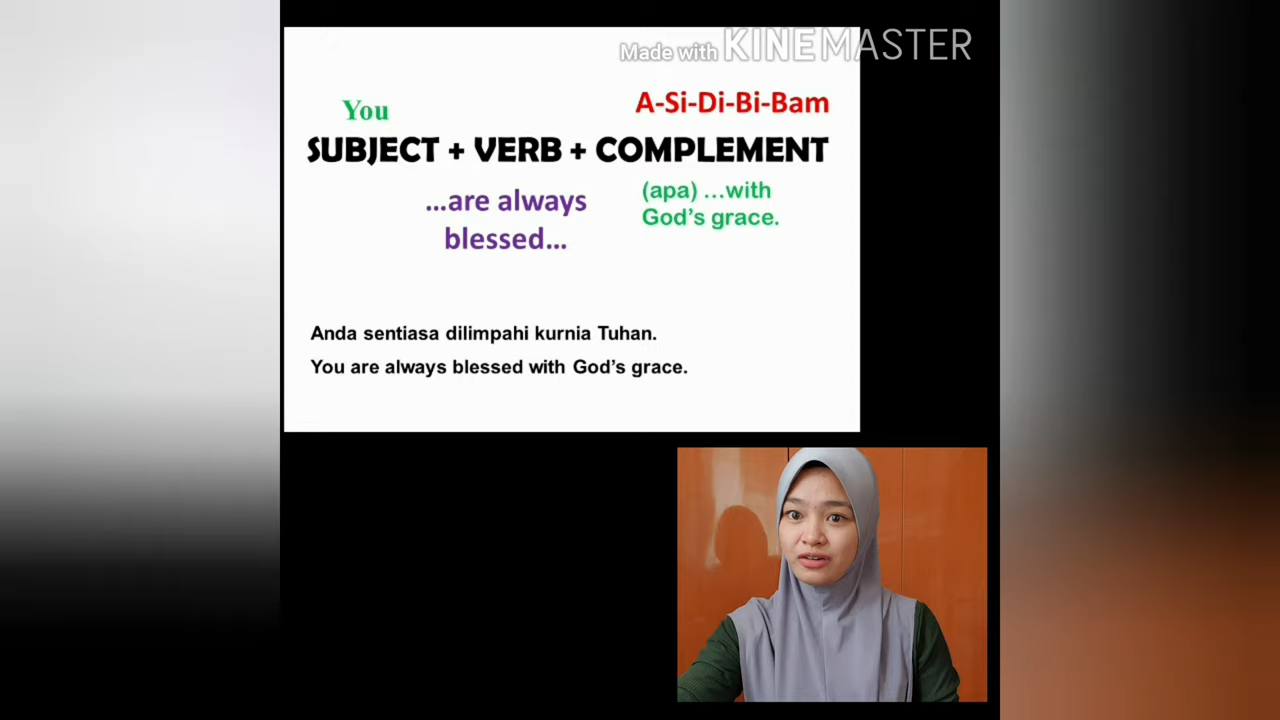 Made with KINEMASTER
You
A-Si-Di-Bi-Bam
SUBJECT + VERB + COMPLEMENT
...are always
blessed...
(apa) ...with
God's grace.
Anda sentiasa dilimpahi kurnia Tuhan.
You are always blessed with God's grace.